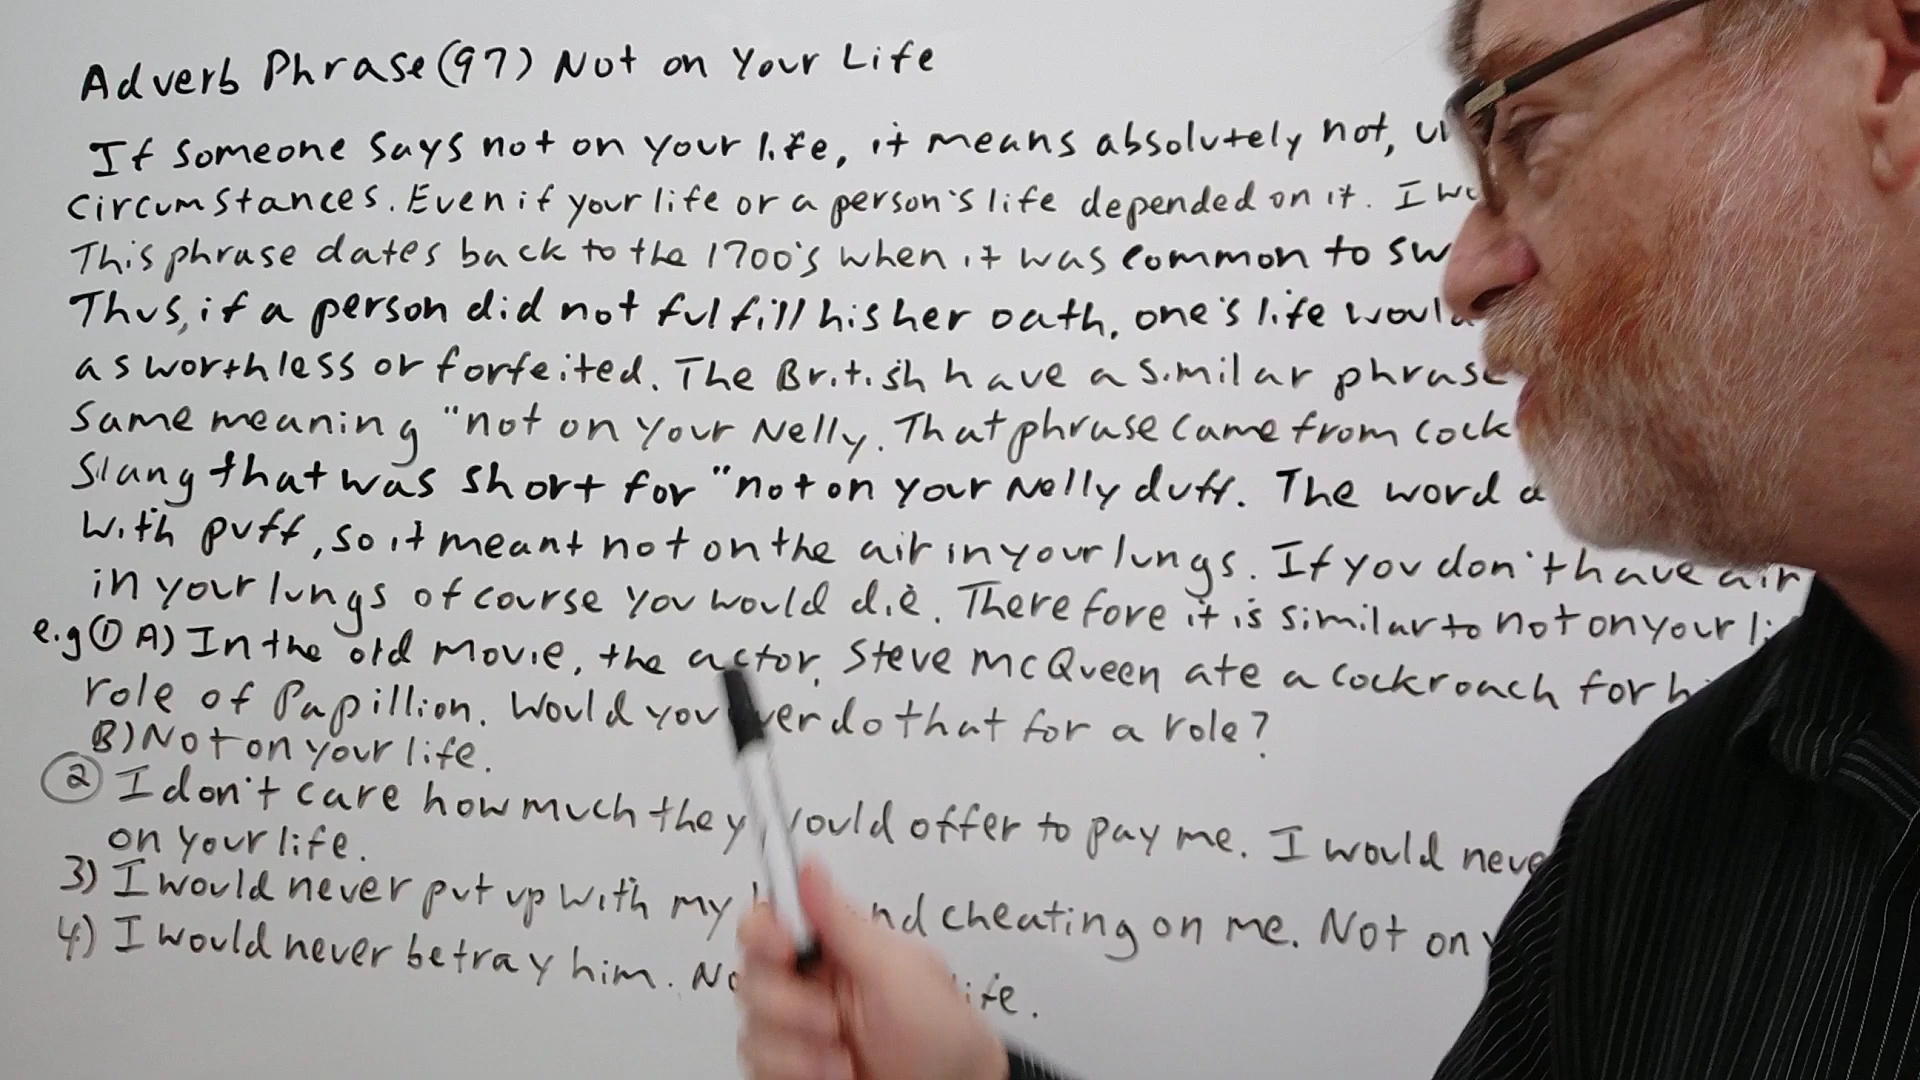 Adverb Phrase (97) Not on Your Life
If someone says not on your life, it means absolutely not,
circumstances. Even if your life or a person's life depended on it. I
This phrase dates back to the 1700's when it was common to
Thus, if a person did not fulfill his her oath, one's life
as worthless or forfeited. The British have a similar
same meaning "not on your Nelly. That phrase came from
Slang that was short for "not on your Nelly duff. The word
with puff, so it meant not on the air in your lungs. If you don't have air
in your lungs of course you would die. Therefore it is similar to not on your
e.g ① A) In the old movie, the actor, Steve McQueen ate a cockroach for
role of Papillion. Would you do that for a role?
B) Not on your life.
② I don't care how much they offer to pay me. I would
on your life.
3) I would never put up with my cheating on me. Not on
4) I would never betray him.